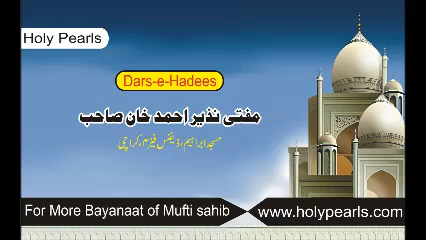 Holy Pearls
Dars-e-Hadees
مفتی نذیر احمد خان صاحب
مسجد ابراہیم، ڈیفنس فیز ۴، کراچی
For More Bayanaat of Mufti sahib
www.holypearls.com